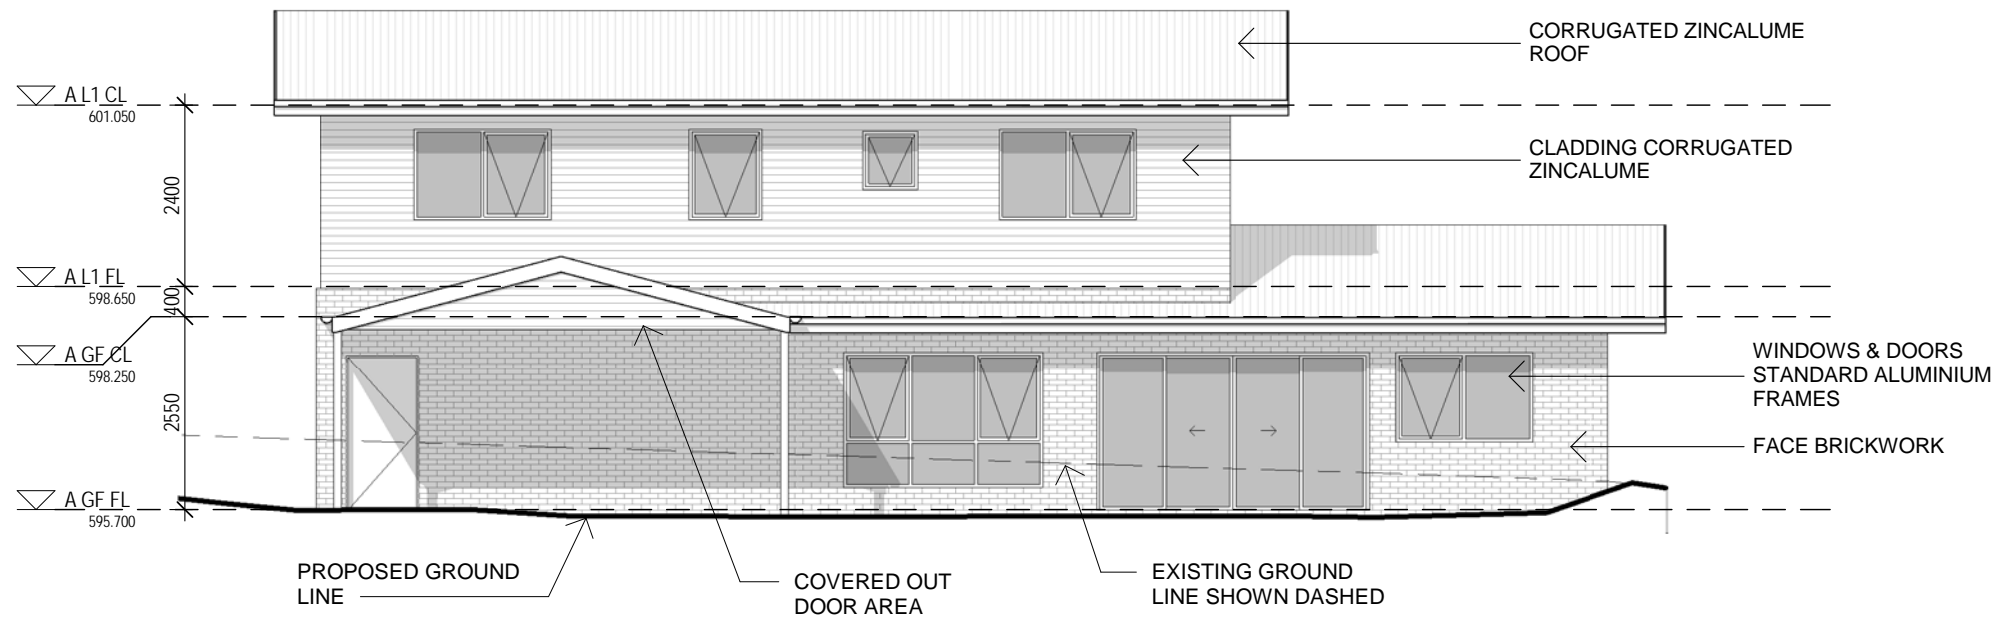 CORRUGATED ZINCALUME
ROOF
A L1 CL
601.050
CLADDING CORRUGATED
ZINCALUME
2400
A L1 FL
598.650
400
A GF CL
598.250
WINDOWS & DOORS
STANDARD ALUMINIUM
FRAMES
2550
FACE BRICKWORK
A GF FL
595.700
PROPOSED GROUND
LINE
COVERED OUT
DOOR AREA
EXISTING GROUND
LINE SHOWN DASHED